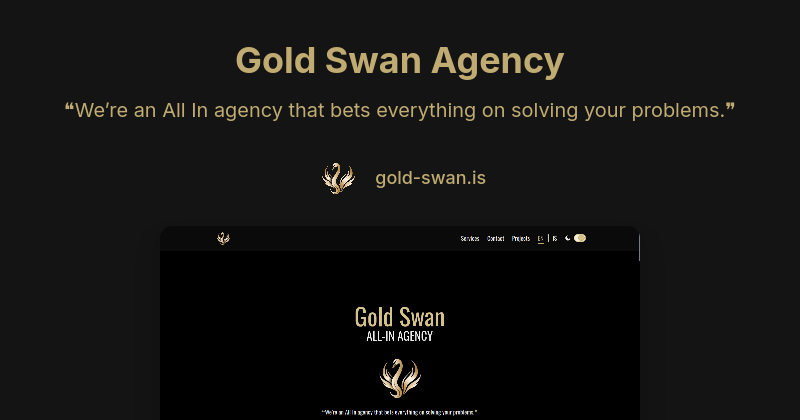 Gold Swan Agency
❝We’re an All In agency that bets everything on solving your problems.❞
gold-swan.is
Services Contact Projects EN | IS
Gold Swan
ALL-IN AGENCY
"We're an All In agency that bets everything on solving your problems."